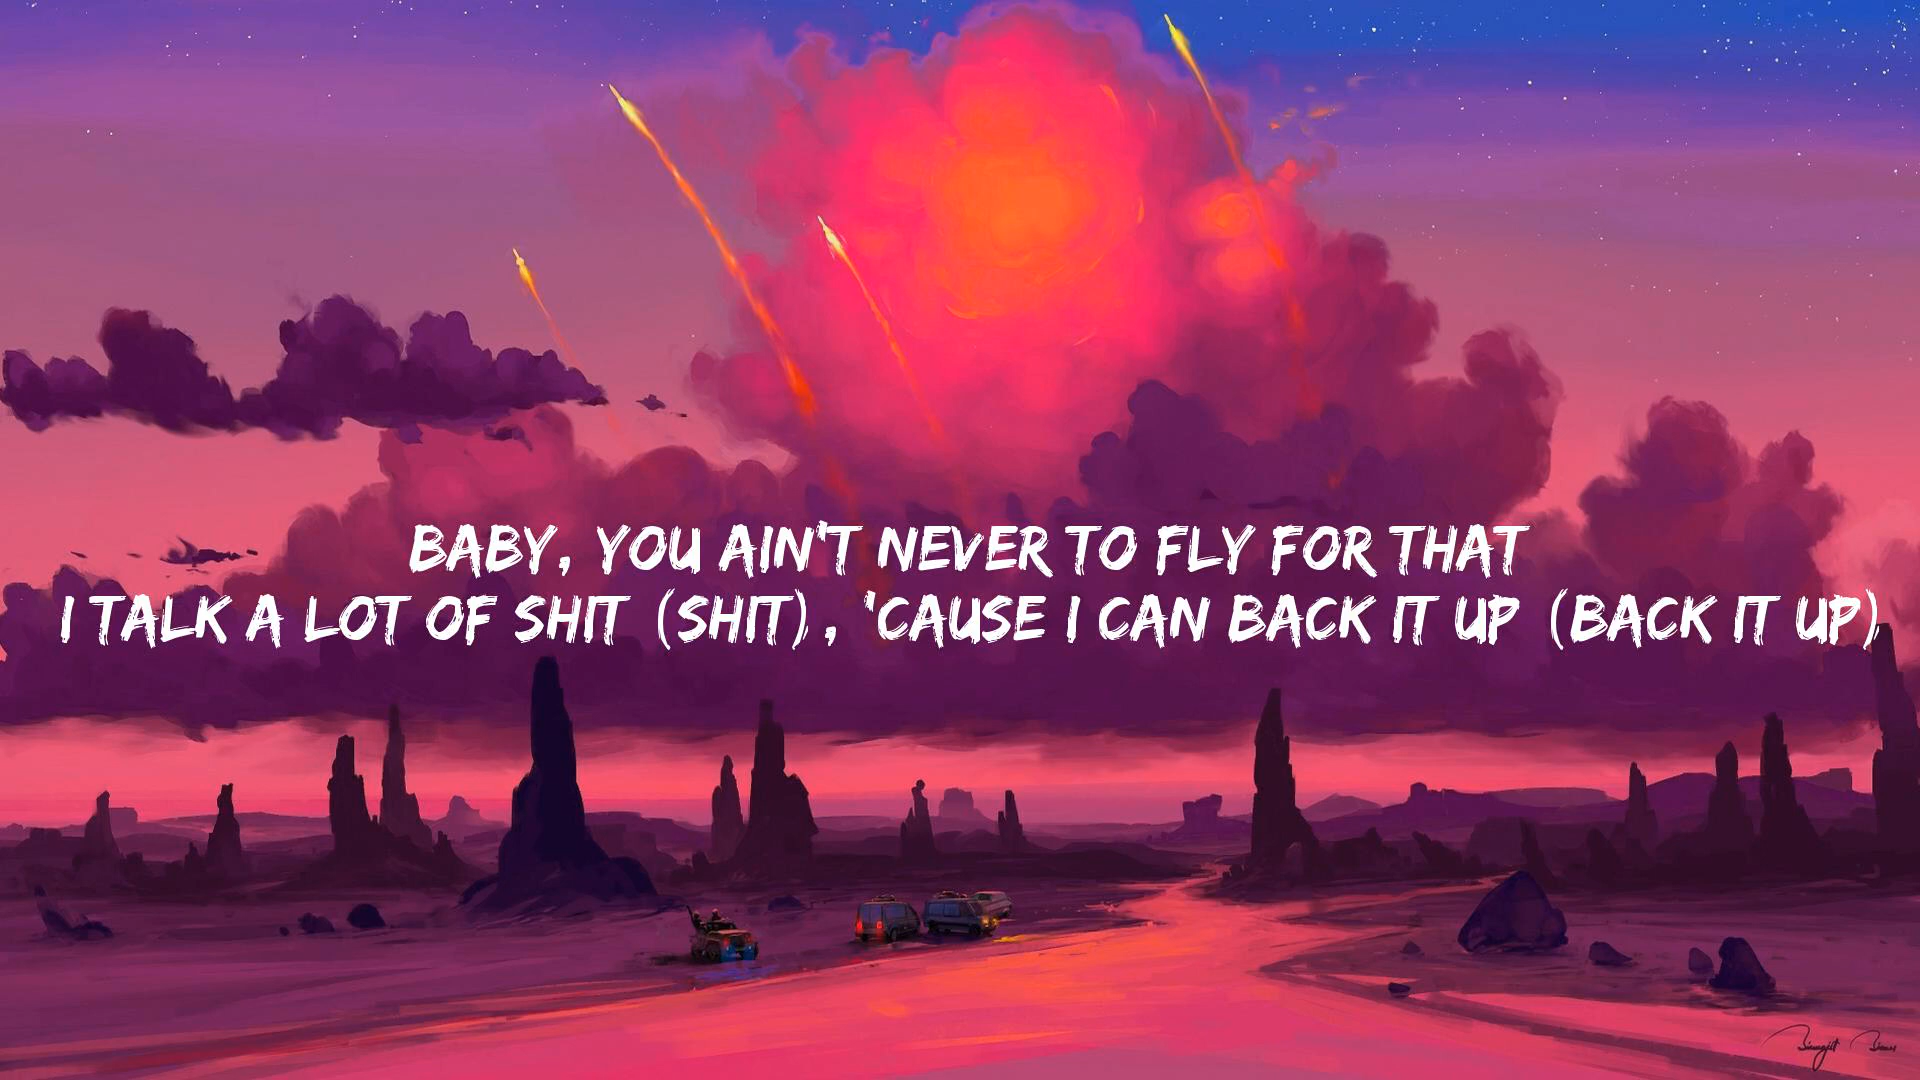 BABY, YOU AIN'T NEVER TO FLY FOR THAT
I TALK A LOT OF SHIT (SHIT), 'CAUSE I CAN BACK IT UP (BACK IT UP)